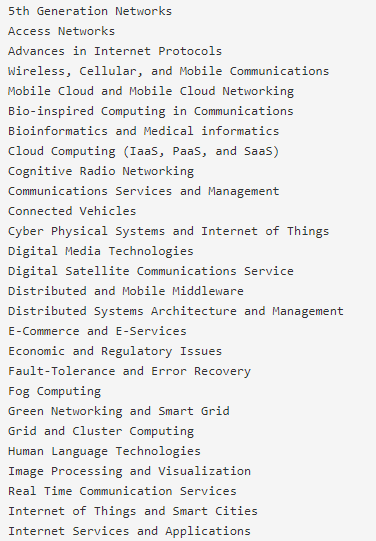 5th Generation Networks
Access Networks
Advances in Internet Protocols
Wireless, Cellular, and Mobile Communications
Mobile Cloud and Mobile Cloud Networking
Bio-inspired Computing in Communications
Bioinformatics and Medical informatics
Cloud Computing (IaaS, PaaS, and SaaS)
Cognitive Radio Networking
Communications Services and Management
Connected Vehicles
Cyber Physical Systems and Internet of Things
Digital Media Technologies
Digital Satellite Communications Service
Distributed and Mobile Middleware
Distributed Systems Architecture and Management
E-Commerce and E-Services
Economic and Regulatory Issues
Fault-Tolerance and Error Recovery
Fog Computing
Green Networking and Smart Grid
Grid and Cluster Computing
Human Language Technologies
Image Processing and Visualization
Real Time Communication Services
Internet of Things and Smart Cities
Internet Services and Applications